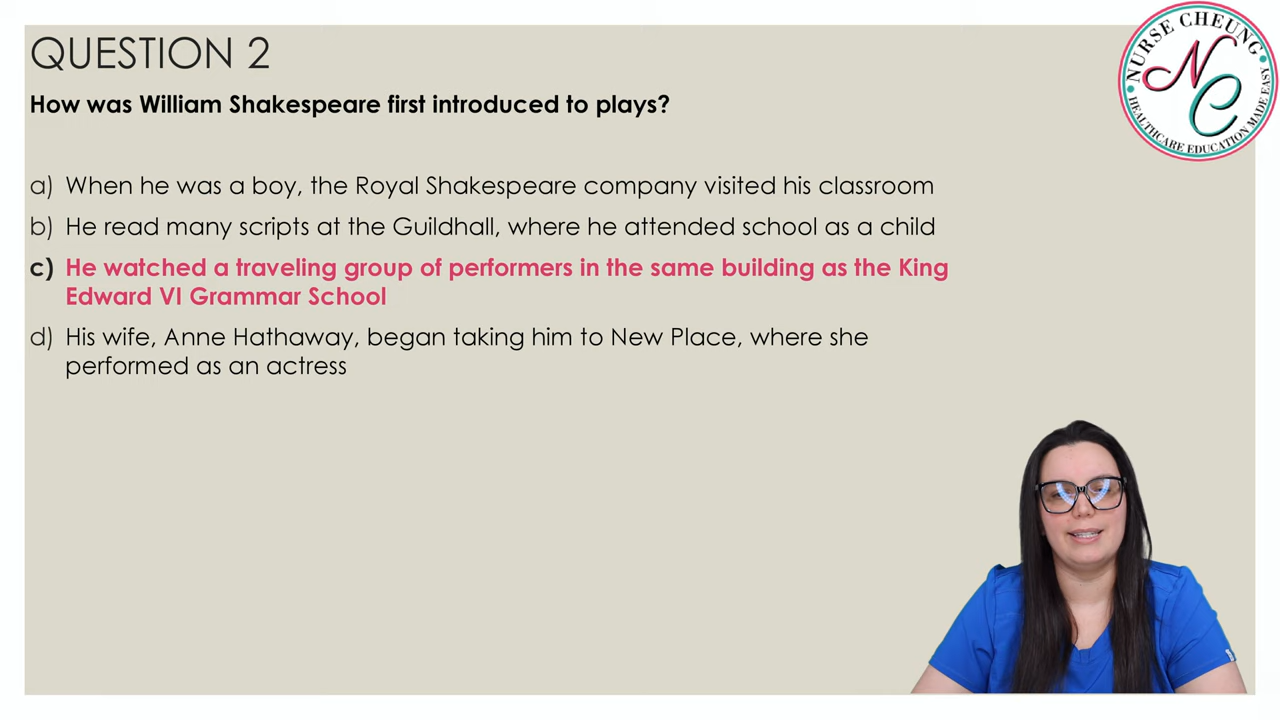 QUESTION 2
How was William Shakespeare first introduced to plays?
a) When he was a boy, the Royal Shakespeare company visited his classroom
b) He read many scripts at the Guildhall, where he attended school as a child
c) He watched a traveling group of performers in the same building as the King
Edward VI Grammar School
d) His wife, Anne Hathaway, began taking him to New Place, where she
performed as an actress
NURSE CHEUNG
NC
HEALTHCARE EDUCATION MADE EASY